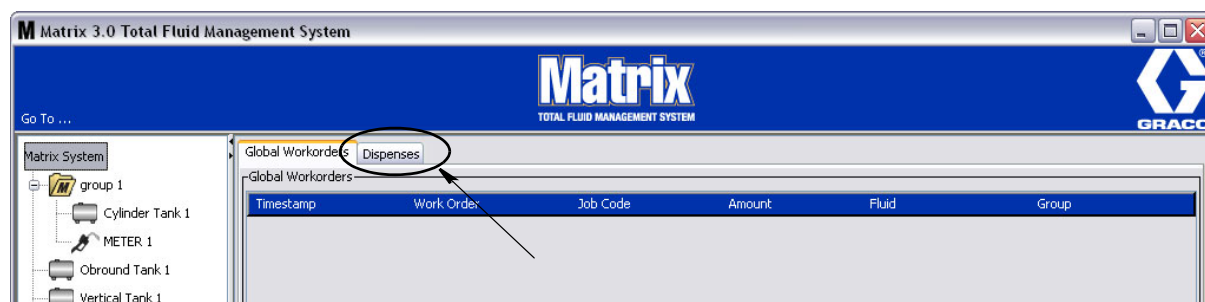 M Matrix 3.0 Total Fluid Management System
Matrix
TOTAL FLUID MANAGEMENT SYSTEM
Go To ...
GRACO
®
Matrix System
group 1
Cylinder Tank 1
METER 1
Obround Tank 1
Vertical Tank 1
Global Workorders Dispenses
Global Workorders
Timestamp Work Order Job Code Amount Fluid Group